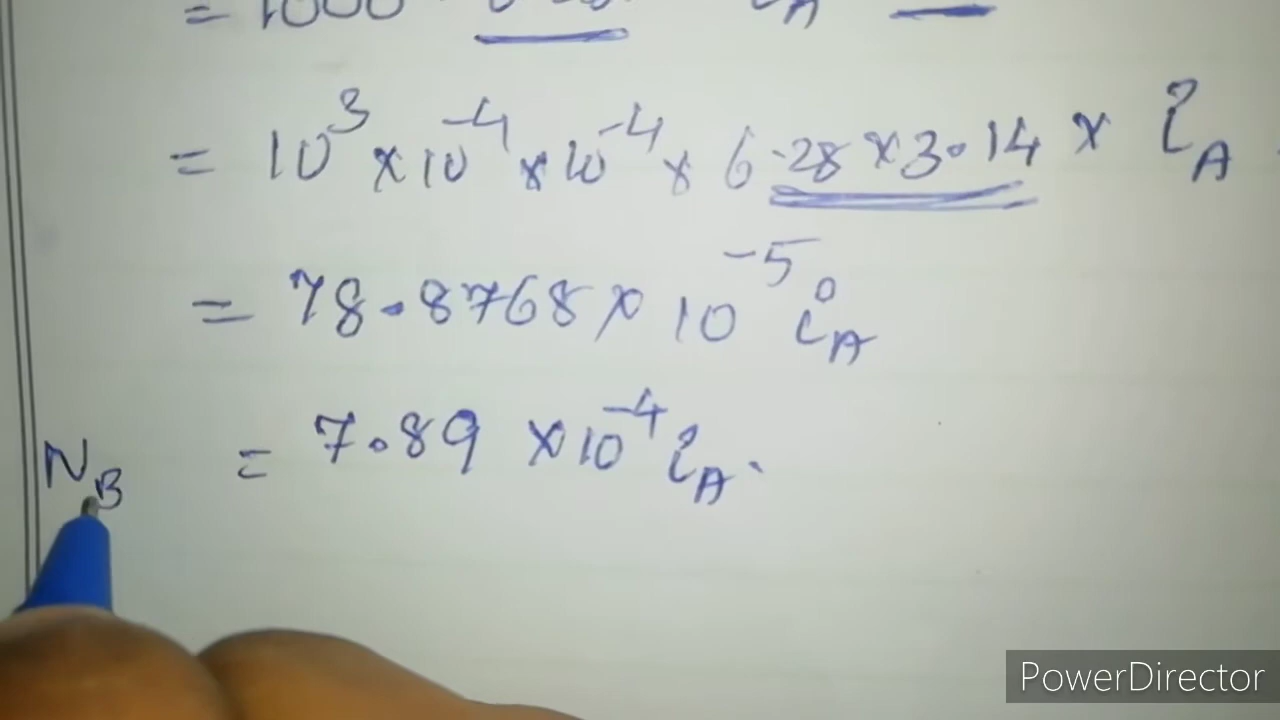 = 1000
= 10³ × 10⁻⁴ × 10⁻⁴ × 6.28 × 3.14 × i_A
= 78.8768 × 10⁻⁵ i_A
N_B = 7.89 × 10⁻⁴ i_A.
PowerDirector